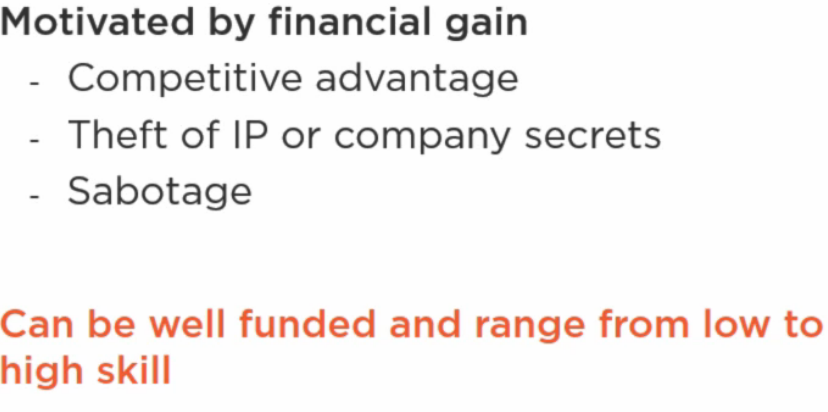 Motivated by financial gain
- Competitive advantage
- Theft of IP or company secrets
- Sabotage
Can be well funded and range from low to
high skill